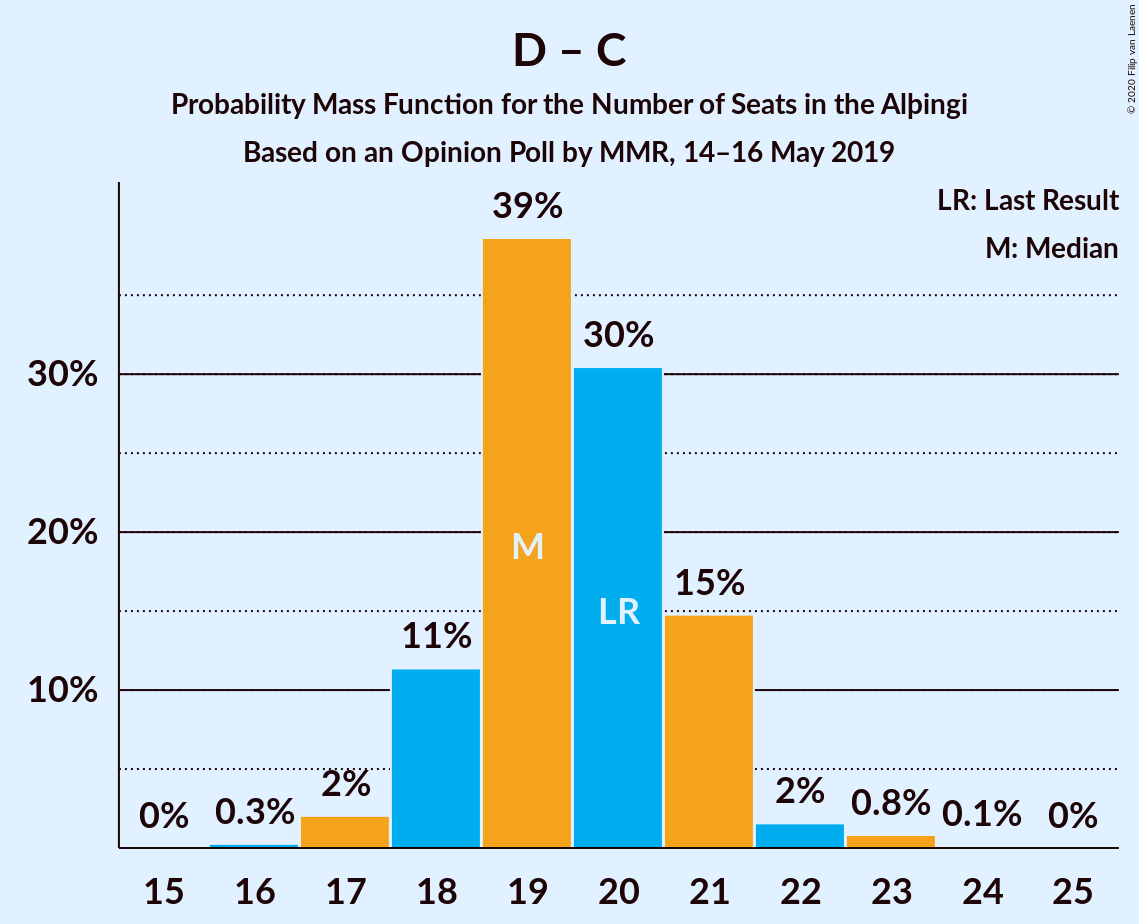 D – C
Probability Mass Function for the Number of Seats in the Alþingi
Based on an Opinion Poll by MMR, 14–16 May 2019
© 2020 Filip van Laenen
LR: Last Result
M: Median
39%
30%
30%
20%
M
15%
LR
11%
10%
2%
2%
0.8%
0%
0.3%
0.1%
0%
15 16 17 18 19 20 21 22 23 24 25